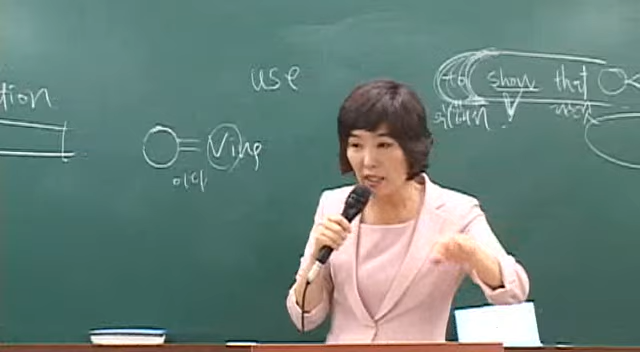 use
to show that
tion
= Ving
이다